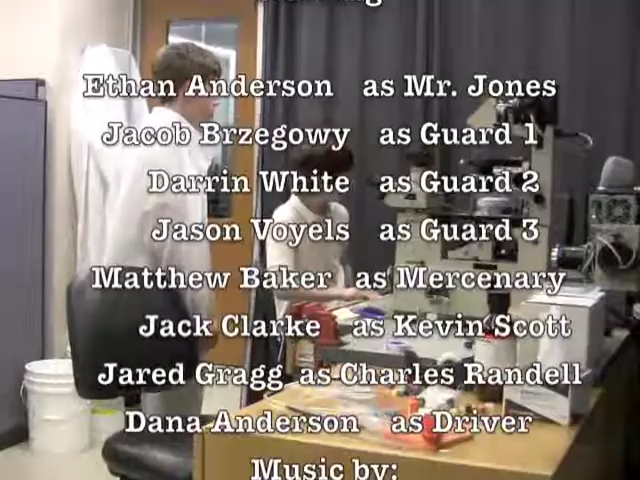 Ethan Anderson as Mr. Jones
Jacob Brzegowy as Guard 1
Darrin White as Guard 2
Jason Voyels as Guard 3
Matthew Baker as Mercenary
Jack Clarke as Kevin Scott
Jared Gragg as Charles Randell
Dana Anderson as Driver
Music by: